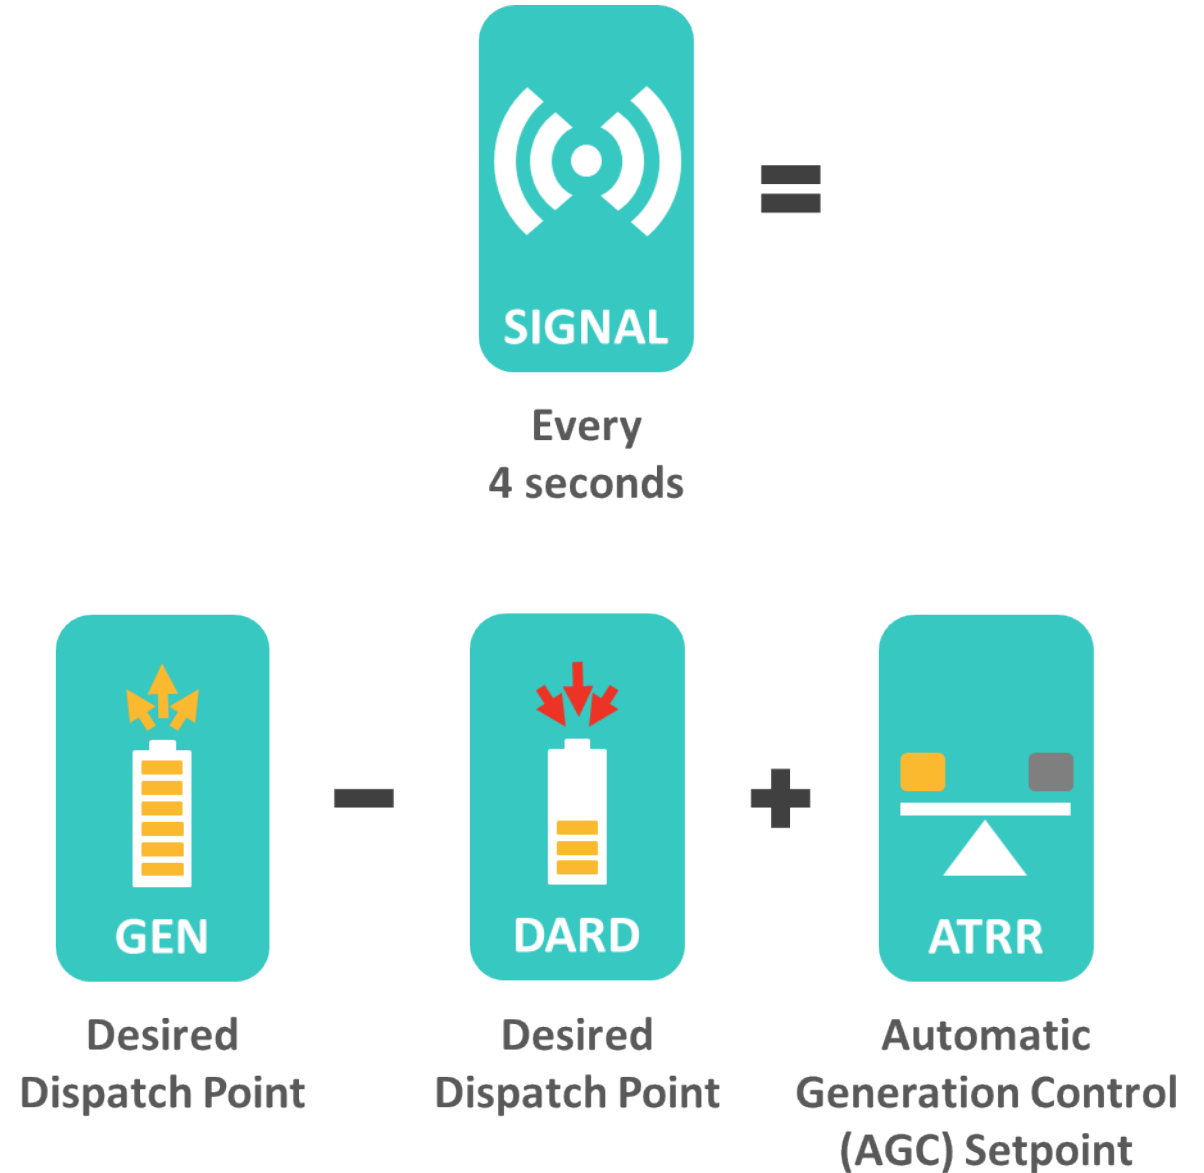 SIGNAL
=
Every
4 seconds
GEN
Desired
Dispatch Point
−
DARD
Desired
Dispatch Point
+
ATRR
Automatic
Generation Control
(AGC) Setpoint